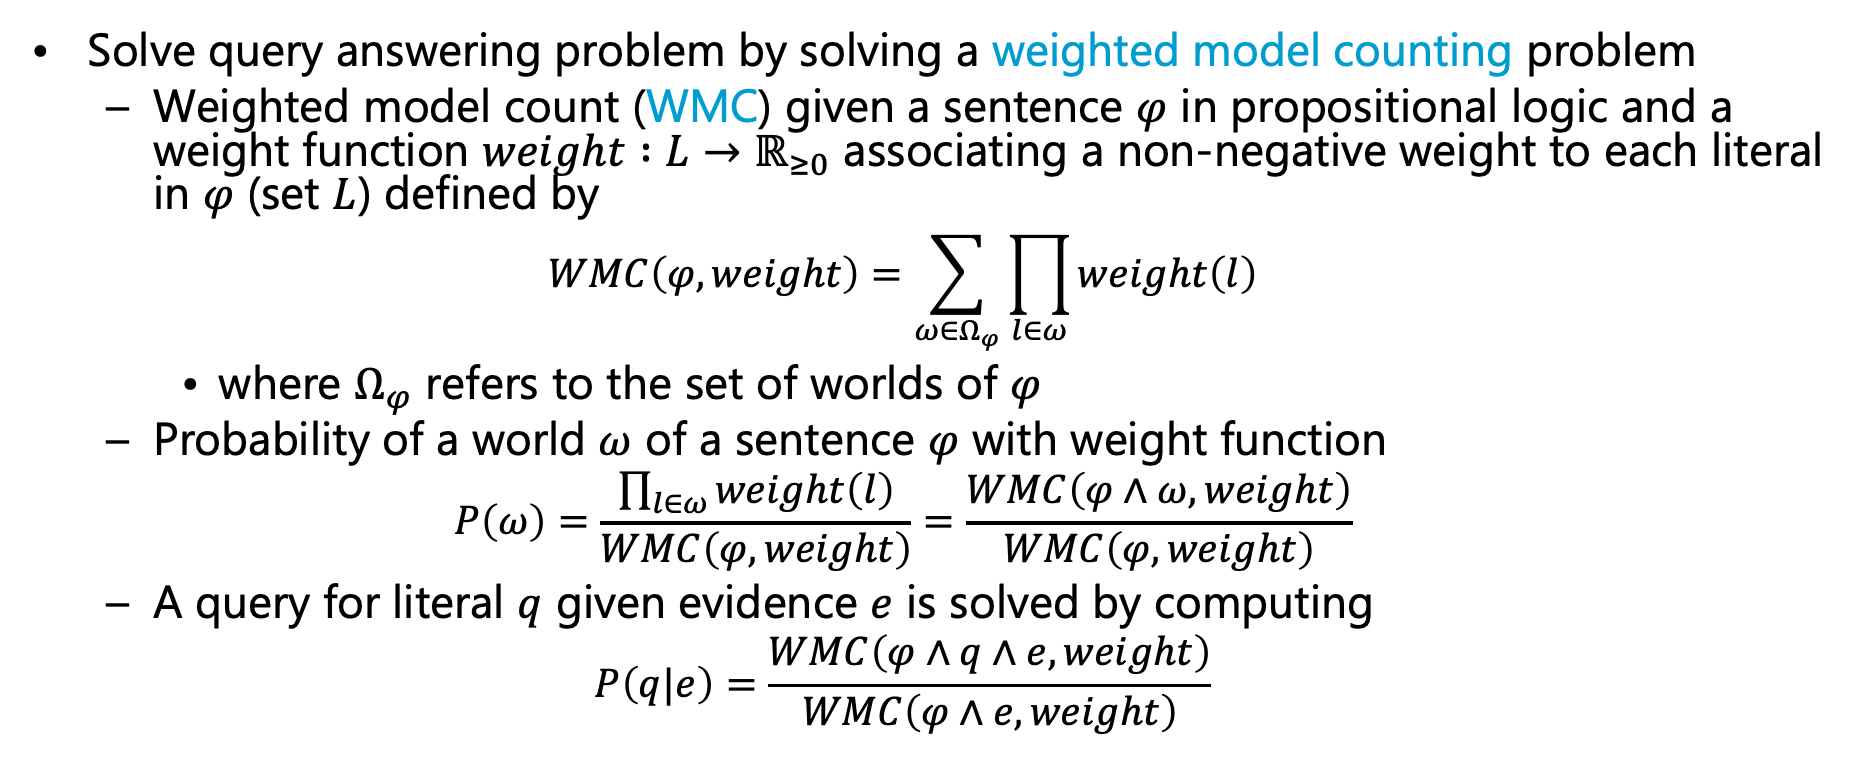 • Solve query answering problem by solving a weighted model counting problem
– Weighted model count (WMC) given a sentence φ in propositional logic and a
weight function weight : L → ℝ≥0 associating a non-negative weight to each literal
in φ (set L) defined by
WMC(φ, weight) = ∑_{ω∈Ω_φ} ∏_{l∈ω} weight(l)
• where Ω_φ refers to the set of worlds of φ
– Probability of a world ω of a sentence φ with weight function
P(ω) = ∏_{l∈ω} weight(l) / WMC(φ, weight) = WMC(φ ∧ ω, weight) / WMC(φ, weight)
– A query for literal q given evidence e is solved by computing
P(q|e) = WMC(φ ∧ q ∧ e, weight) / WMC(φ ∧ e, weight)